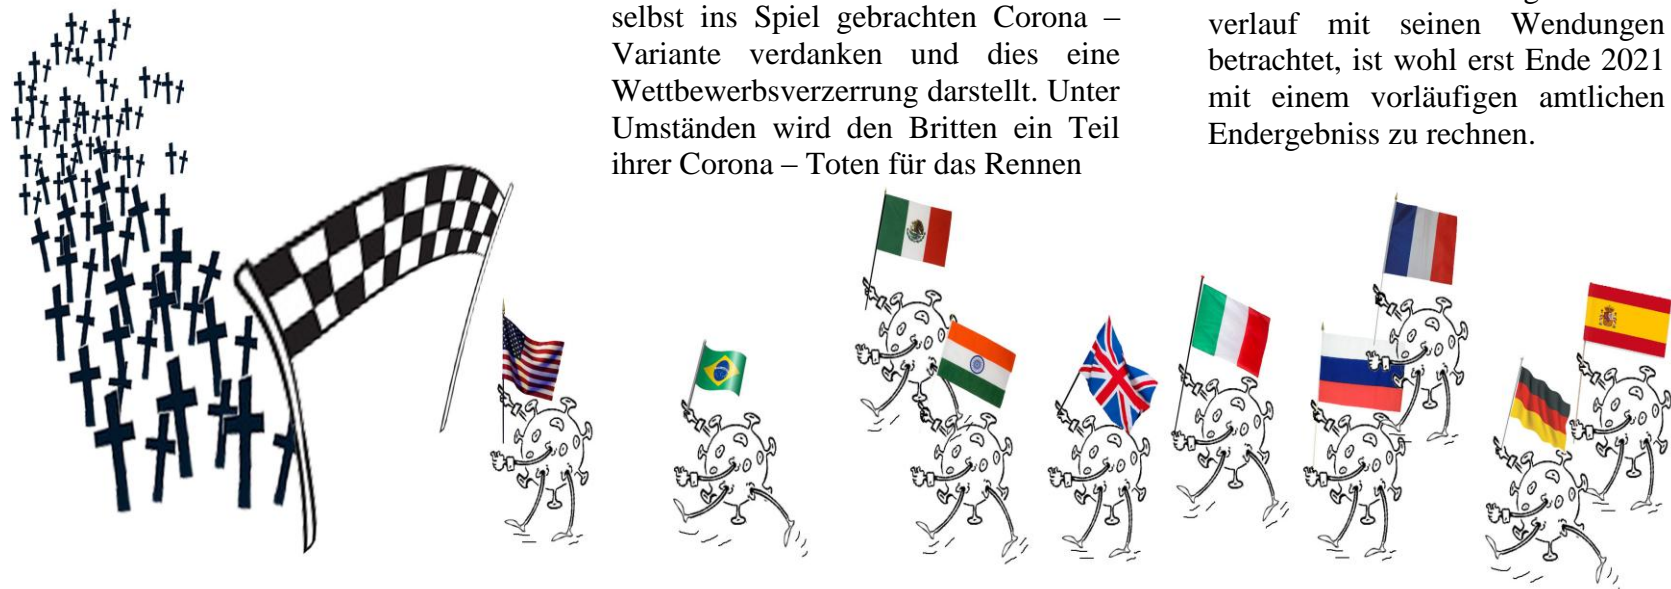 selbst ins Spiel gebrachten Corona –
Variante verdanken und dies eine
Wettbewerbsverzerrung darstellt. Unter
Umständen wird den Britten ein Teil
ihrer Corona – Toten für das Rennen
verlauf mit seinen Wendungen
betrachtet, ist wohl erst Ende 2021
mit einem vorläufigen amtlichen
Endergebniss zu rechnen.